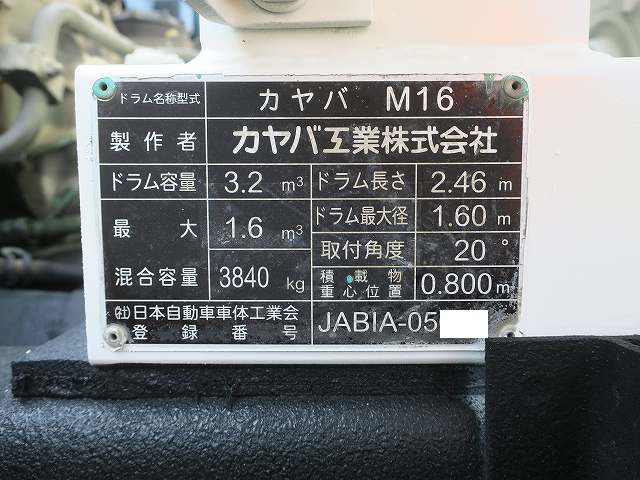 ドラム名称型式 カヤバ M16
製作者 カヤバ工業株式会社
ドラム容量 3.2 m³ ドラム長さ 2.46 m
最大 1.6 m³ ドラム最大径 1.60 m
取付角度 20°
混合容量 3840 kg 積載物重心位置 0.800m
(社)日本自動車車体工業会
登録番号 JABIA-05